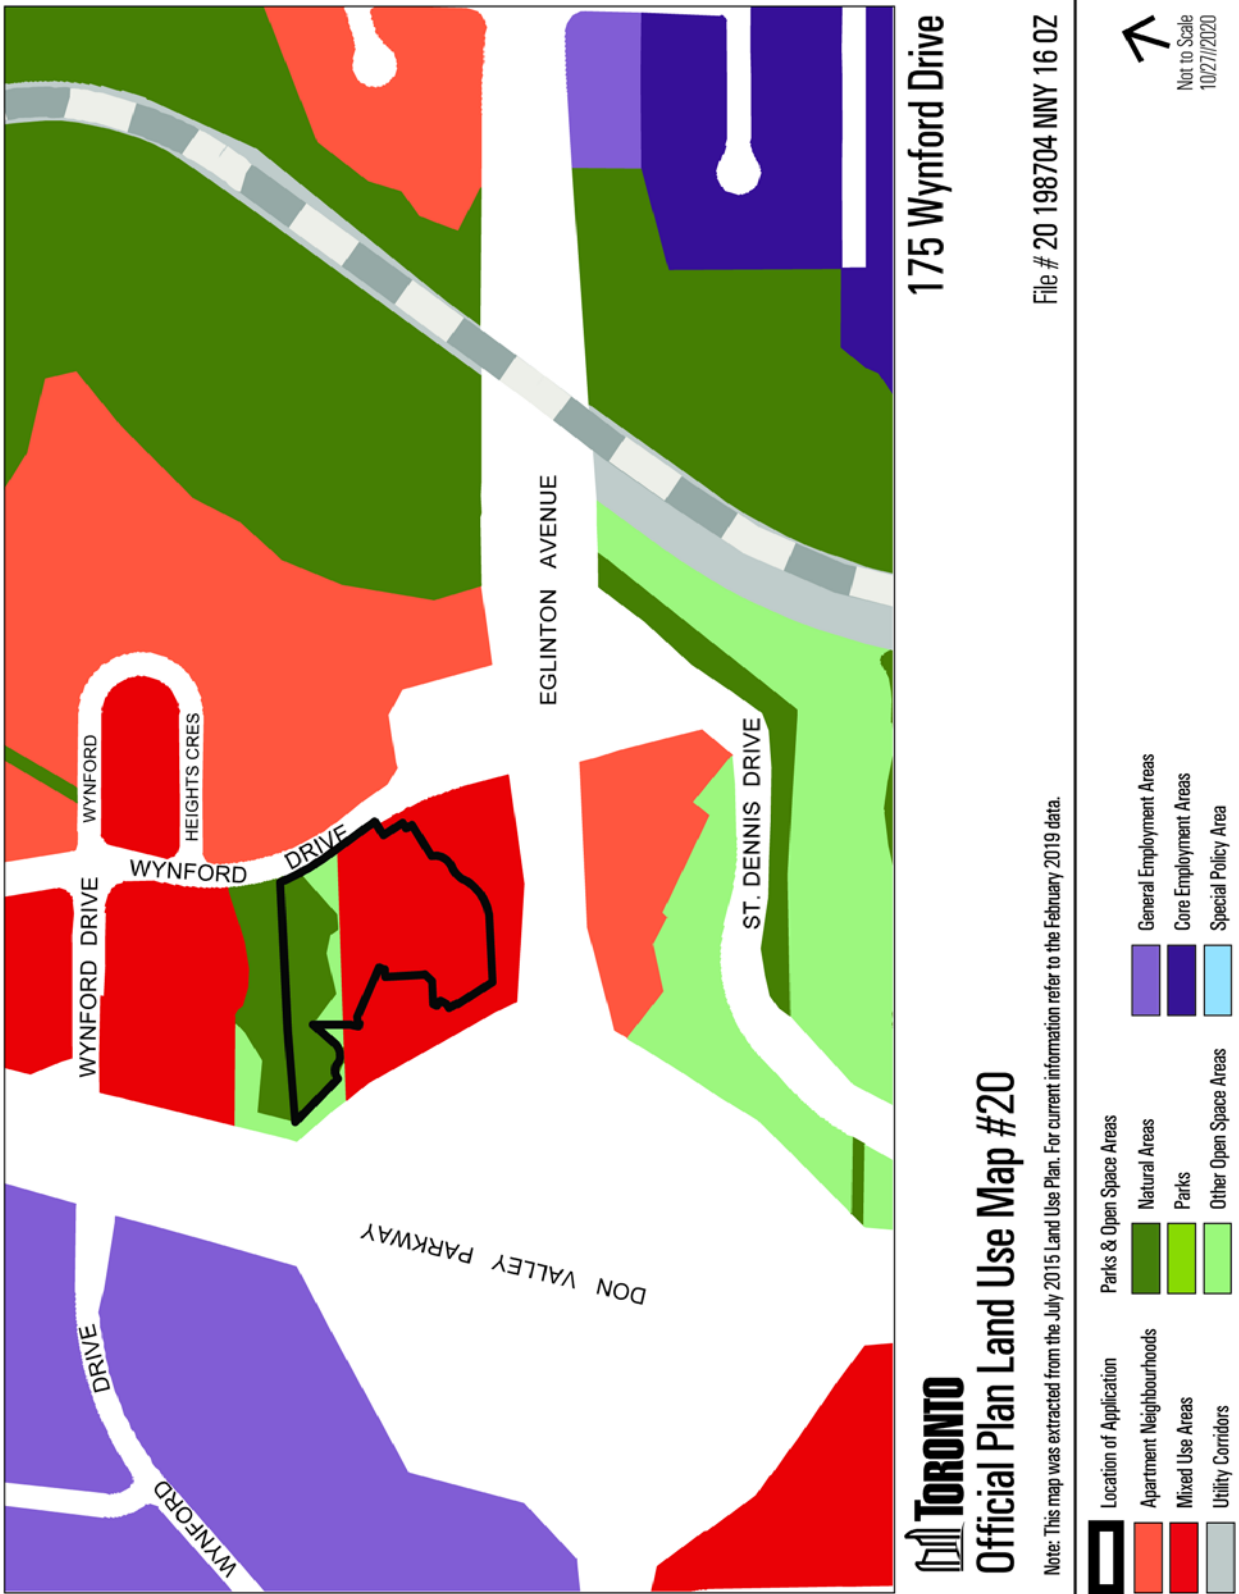 WYNFORD
HEIGHTS CRES
WYNFORD
DRIVE
WYNFORD DRIVE
EGLINTON AVENUE
ST. DENNIS DRIVE
DON VALLEY PARKWAY
DRIVE
WYNFORD
TORONTO
Official Plan Land Use Map #20
175 Wynford Drive
File # 20 198704 NNY 16 OZ
Note: This map was extracted from the July 2015 Land Use Plan. For current information refer to the February 2019 data.
Location of Application
Apartment Neighbourhoods
Mixed Use Areas
Utility Corridors
Parks & Open Space Areas
Natural Areas
Parks
Other Open Space Areas
General Employment Areas
Core Employment Areas
Special Policy Area
Not to Scale
10/27//2020